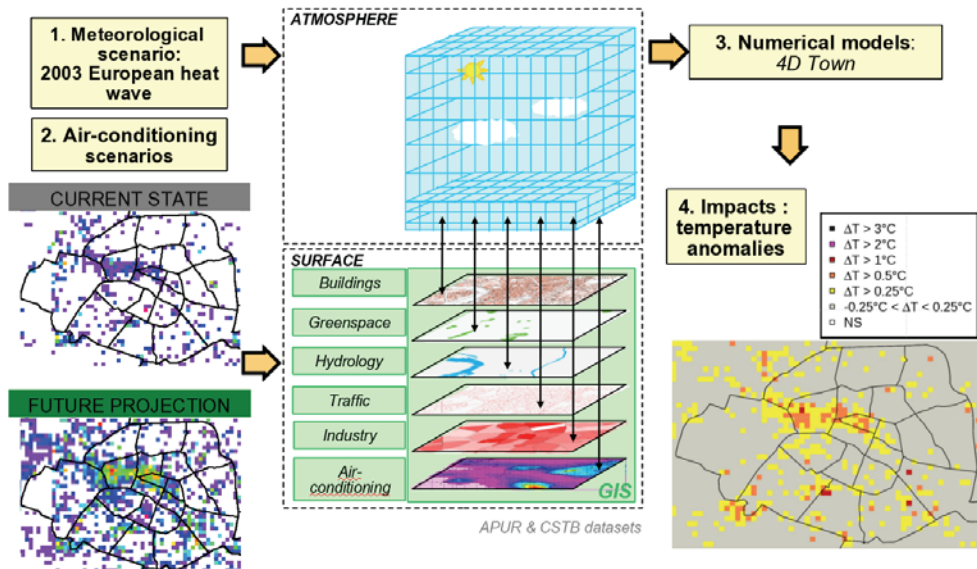 1. Meteorological
scenario:
2003 European heat
wave
2. Air-conditioning
scenarios
CURRENT STATE
FUTURE PROJECTION
ATMOSPHERE
SURFACE
Buildings
Greenspace
Hydrology
Traffic
Industry
Air-
conditioning
GIS
APUR & CSTB datasets
3. Numerical models:
4D Town
4. Impacts :
temperature
anomalies
ΔT > 3°C
ΔT > 2°C
ΔT > 1°C
ΔT > 0.5°C
ΔT > 0.25°C
-0.25°C < ΔT < 0.25°C
NS